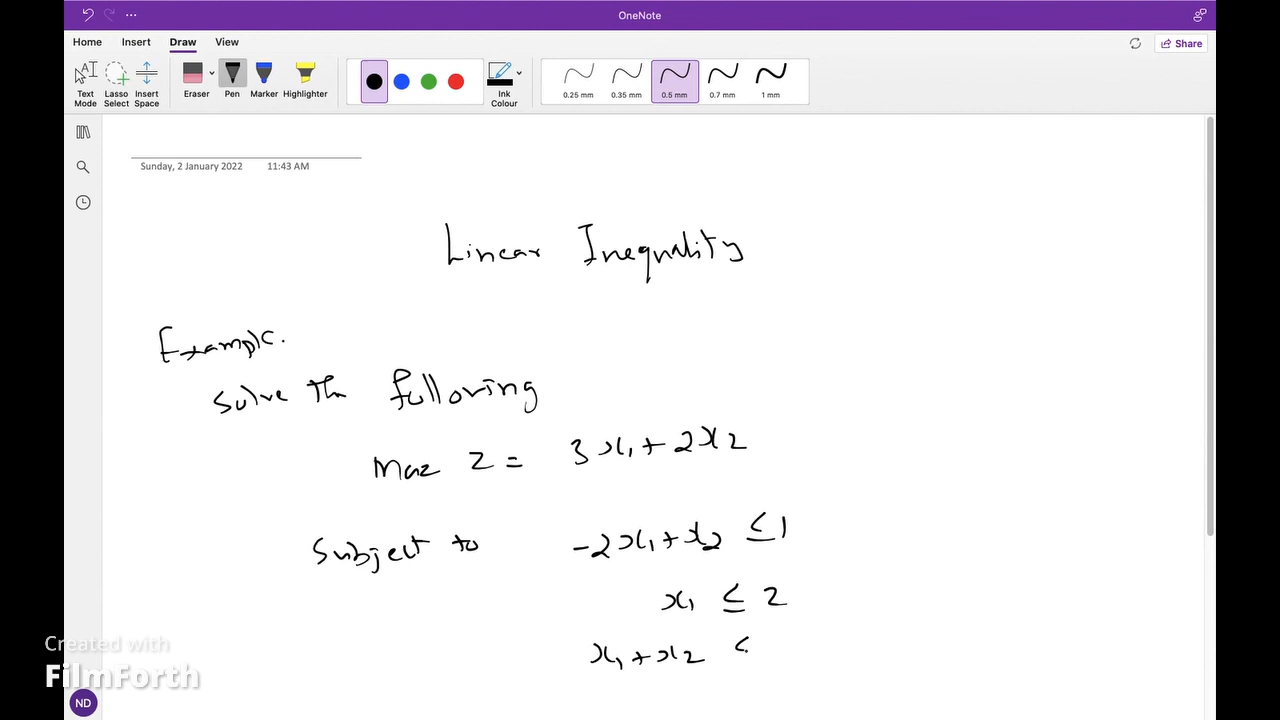 OneNote
Home Insert Draw View
Share
Text Mode
Lasso Select
Insert Space
Eraser
Pen
Marker
Highlighter
Ink Colour
0.25 mm
0.35 mm
0.5 mm
0.7 mm
1 mm
Sunday, 2 January 2022 11:43 AM
Linear Inequality
Example.
Solve the following
Max Z = 3x₁ + 2x₂
Subject to -2x₁ + x₂ ≤ 1
x₁ ≤ 2
x₁ + x₂ <
Created with
FilmForth
ND